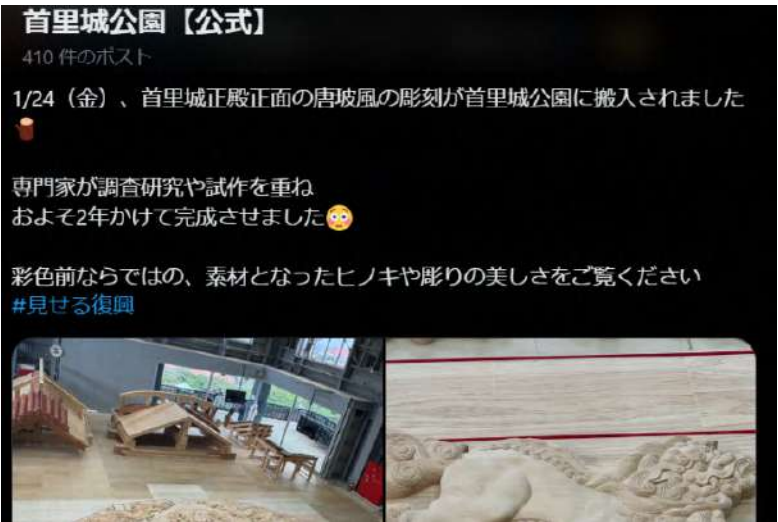 首里城公園【公式】
410 件のポスト
1/24（金）、首里城正殿正面の唐玻風の彫刻が首里城公園に搬入されました
🪵
専門家が調査研究や試作を重ね
およそ2年かけて完成させました😳
彩色前ならではの、素材となったヒノキや彫りの美しさをご覧ください
#見せる復興